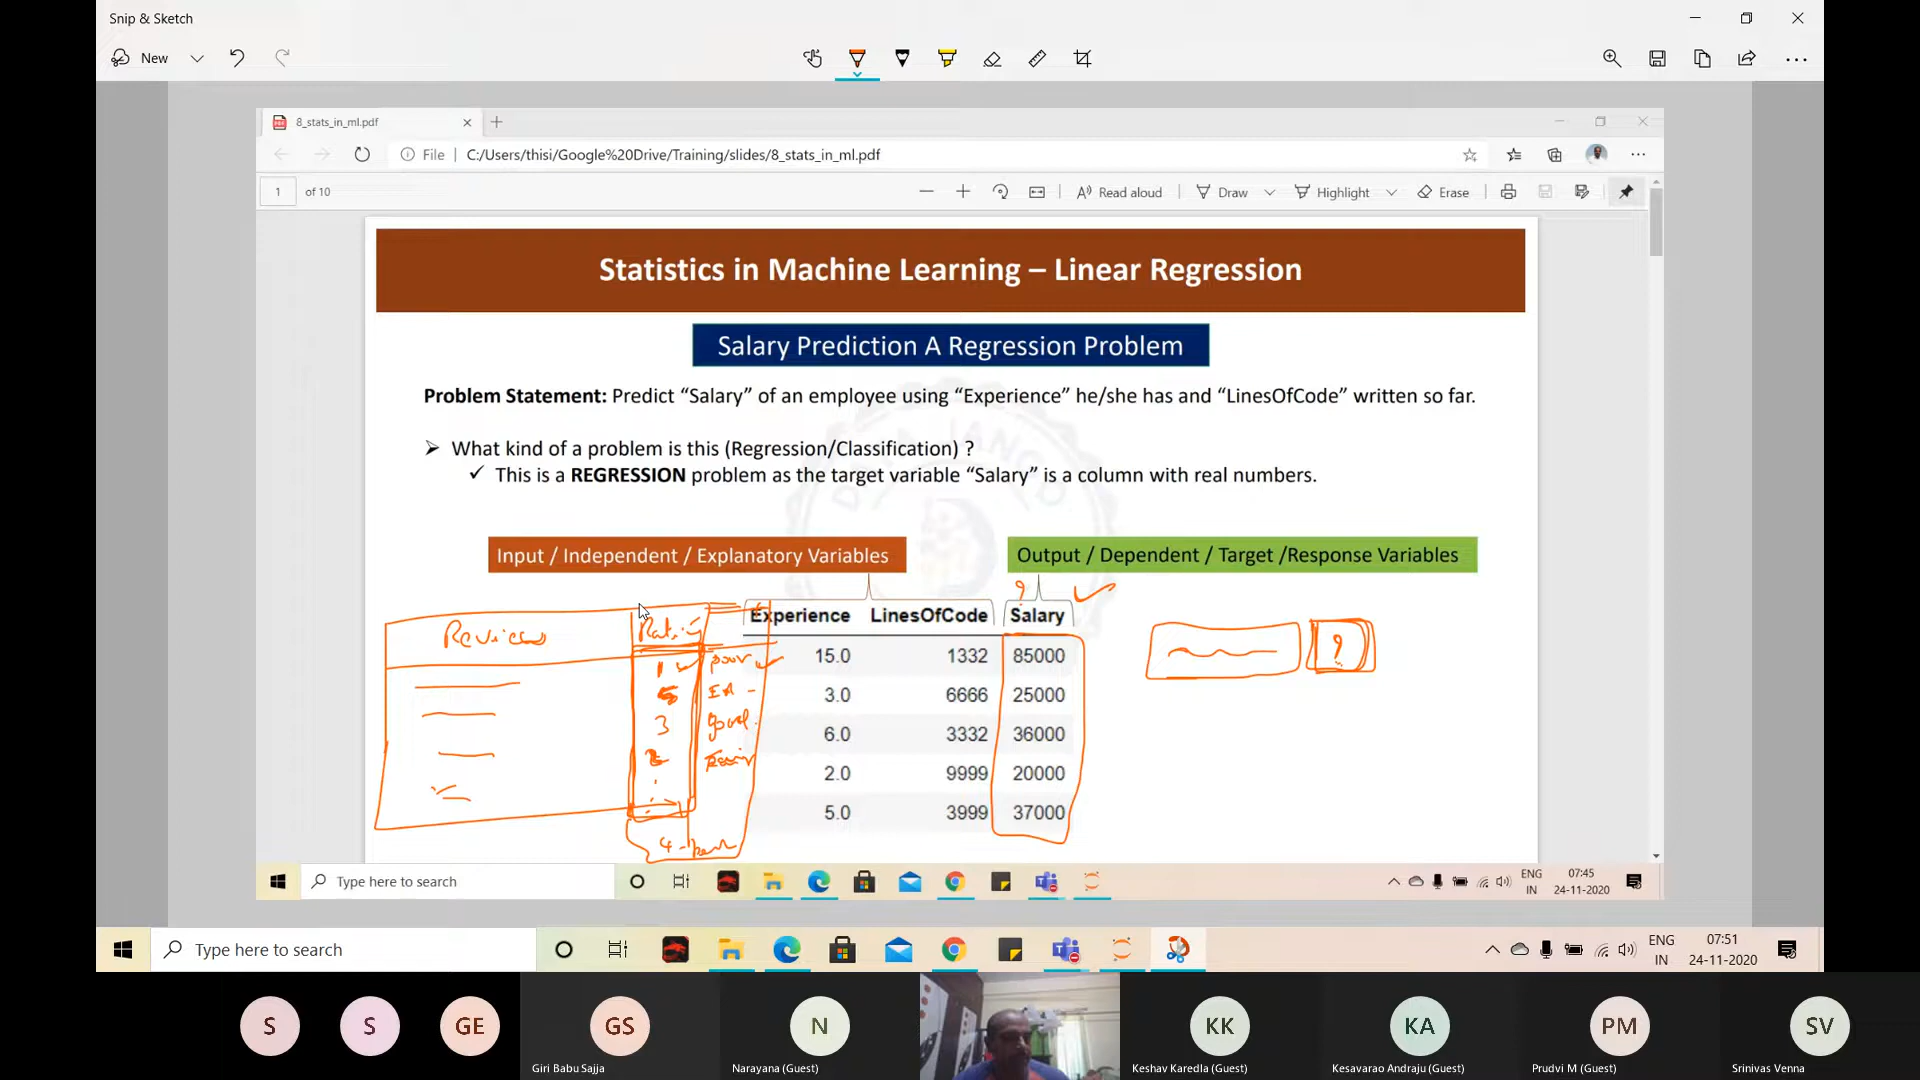 Snip & Sketch
New
8_stats_in_ml.pdf
File C:/Users/thisi/Google%20Drive/Training/slides/8_stats_in_ml.pdf
1 of 10 Read aloud Draw Highlight Erase
Statistics in Machine Learning – Linear Regression
Salary Prediction A Regression Problem
Problem Statement: Predict “Salary” of an employee using “Experience” he/she has and “LinesOfCode” written so far.
What kind of a problem is this (Regression/Classification) ?
This is a REGRESSION problem as the target variable “Salary” is a column with real numbers.
Input / Independent / Explanatory Variables
Output / Dependent / Target /Response Variables
Experience LinesOfCode Salary
15.0 1332 85000
3.0 6666 25000
6.0 3332 36000
2.0 9999 20000
5.0 3999 37000
Reviews Rating
1 poor
5
3 good
?
Type here to search
ENG IN
07:45
24-11-2020
Type here to search
ENG IN
07:51
24-11-2020
S
S
GE
GS
Giri Babu Sajja
N
Narayana (Guest)
KK
Keshav Karedla (Guest)
KA
Kesavarao Andraju (Guest)
PM
Prudvi M (Guest)
SV
Srinivas Venna